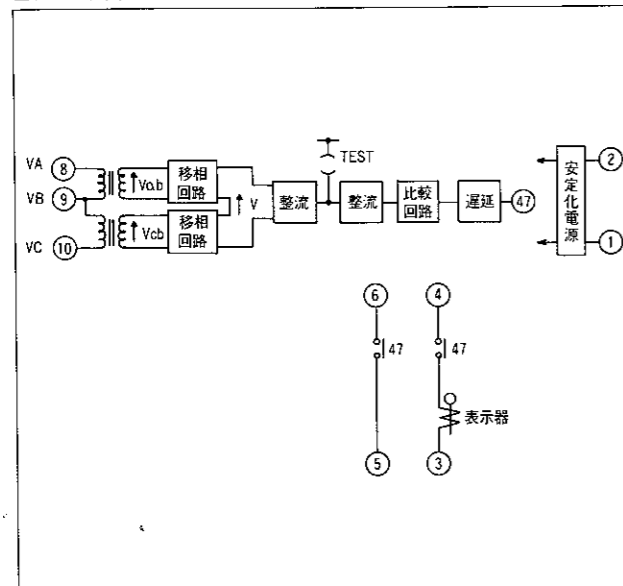 TEST
VA 8
Va.b
移相
回路
VB 9
V
整流
整流
比較
回路
遅延
47
安定化電源
2
1
VC 10
Vcb
移相
回路
6
4
47
47
表示器
5
3